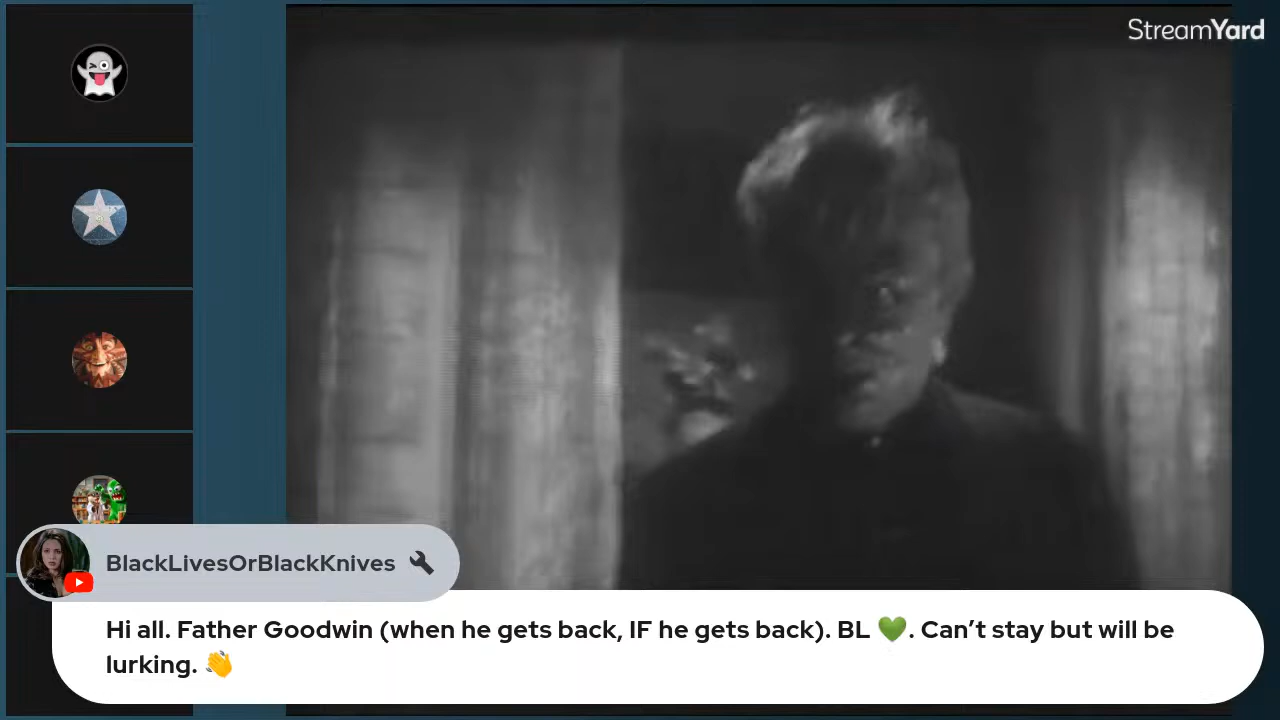 StreamYard
BlackLivesOrBlackKnives
Hi all. Father Goodwin (when he gets back, IF he gets back). BL 💚. Can’t stay but will be
lurking. 👋